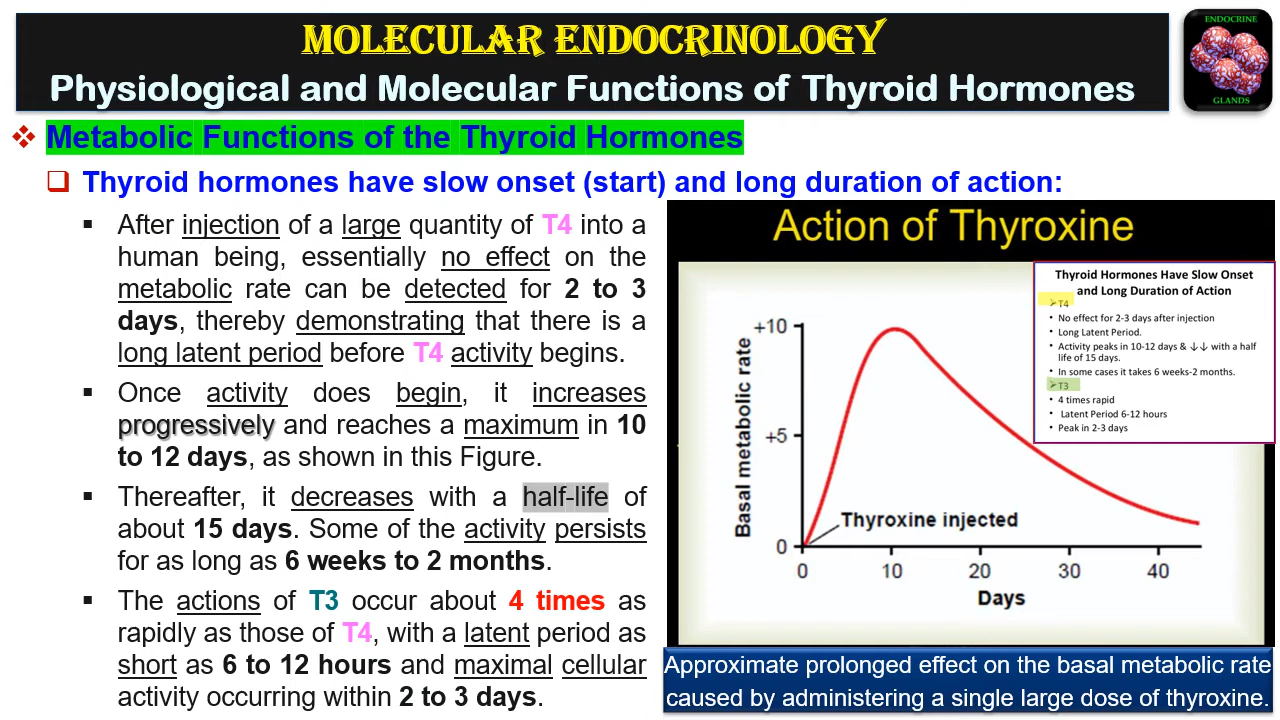 MOLECULAR ENDOCRINOLOGY
Physiological and Molecular Functions of Thyroid Hormones
ENDOCRINE
GLANDS
❖ Metabolic Functions of the Thyroid Hormones
❑ Thyroid hormones have slow onset (start) and long duration of action:
▪ After injection of a large quantity of T4 into a
human being, essentially no effect on the
metabolic rate can be detected for 2 to 3
days, thereby demonstrating that there is a
long latent period before T4 activity begins.
▪ Once activity does begin, it increases
progressively and reaches a maximum in 10
to 12 days, as shown in this Figure.
▪ Thereafter, it decreases with a half-life of
about 15 days. Some of the activity persists
for as long as 6 weeks to 2 months.
▪ The actions of T3 occur about 4 times as
rapidly as those of T4, with a latent period as
short as 6 to 12 hours and maximal cellular
activity occurring within 2 to 3 days.
Action of Thyroxine
Thyroid Hormones Have Slow Onset
and Long Duration of Action
➢T4
• No effect for 2-3 days after injection
• Long Latent Period.
• Activity peaks in 10-12 days & ↓↓ with a half
life of 15 days.
• In some cases it takes 6 weeks-2 months.
➢T3
• 4 times rapid
• Latent Period 6-12 hours
• Peak in 2-3 days
Basal metabolic rate
+10
+5
0
Thyroxine injected
0 10 20 30 40
Days
Approximate prolonged effect on the basal metabolic rate
caused by administering a single large dose of thyroxine.